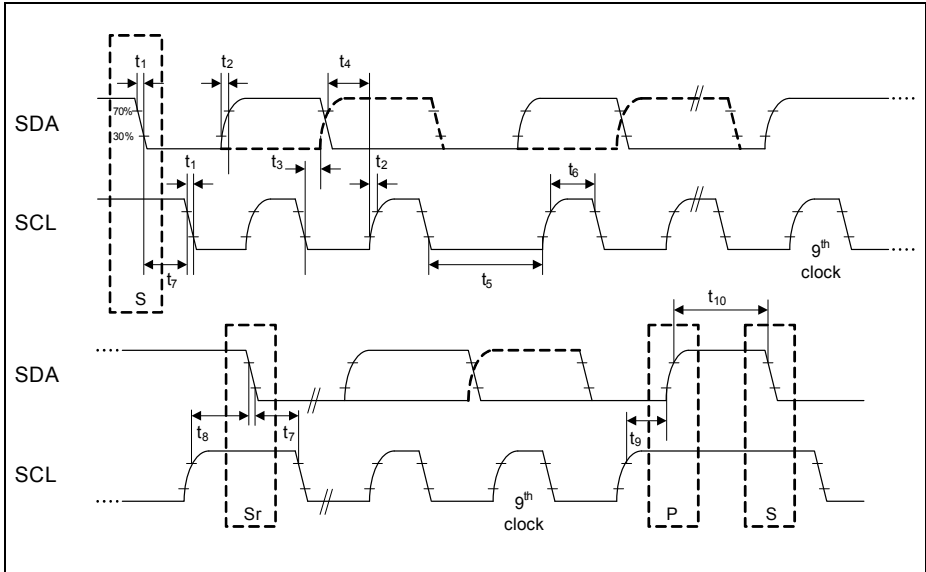 t1 t2 t4
SDA
70%
30%
t1 t3 t2 t6
SCL
t7 t5 9th
clock
S
t10
SDA
t8 t7 t9
SCL
9th
clock
Sr P S